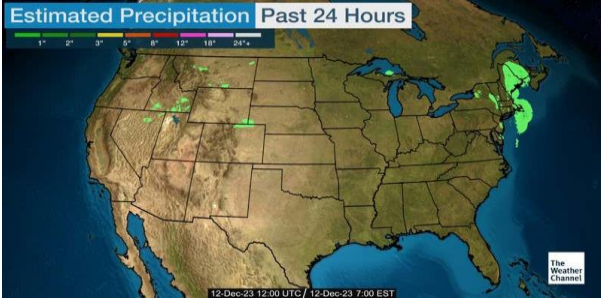 Estimated Precipitation Past 24 Hours
1" 2" 3" 5" 8" 12" 18" 24"+
The
Weather
Channel
12-Dec-23 12:00 UTC / 12-Dec-23 7:00 EST